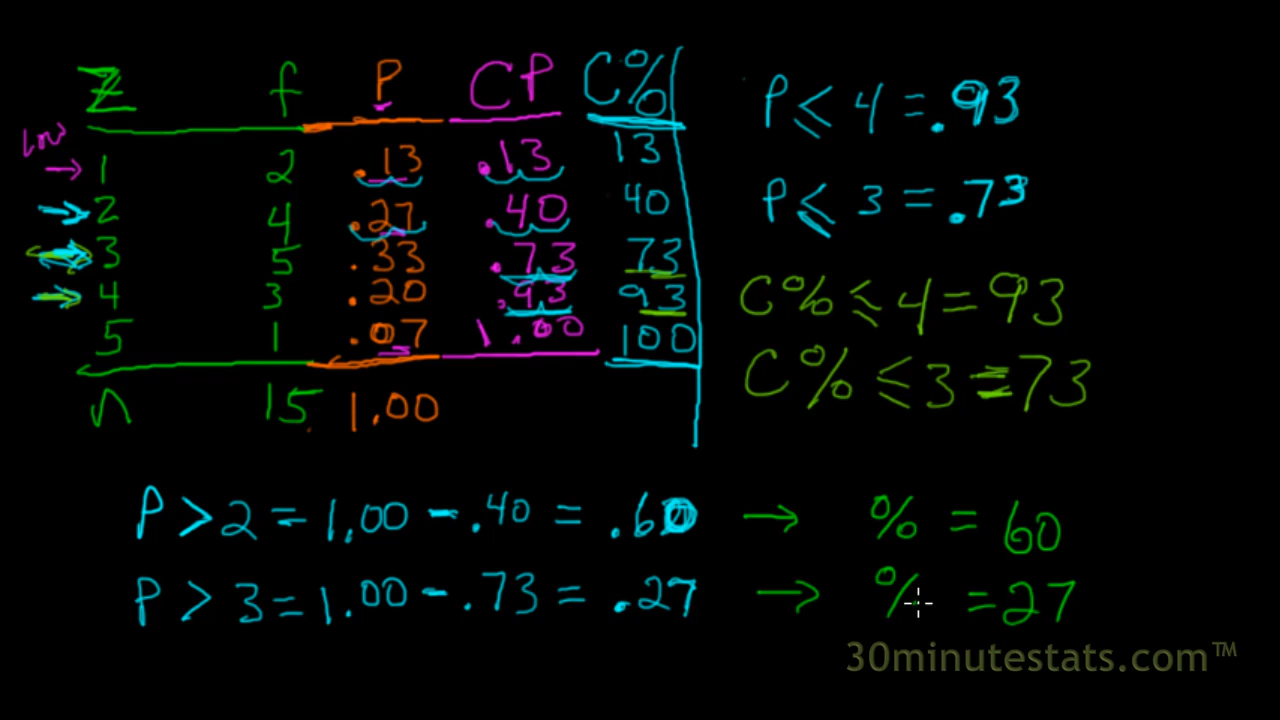 Z f P CP C%
low
1 2 .13 .13 13
2 4 .27 .40 40
3 5 .33 .73 73
4 3 .20 .93 93
5 1 .07 1.00 100
n 15 1.00
P ≤ 4 = .93
P ≤ 3 = .73
C% ≤ 4 = 93
C% ≤ 3 = 73
P > 2 = 1.00 - .40 = .60 → % = 60
P > 3 = 1.00 - .73 = .27 → % = 27
30minutestats.com™